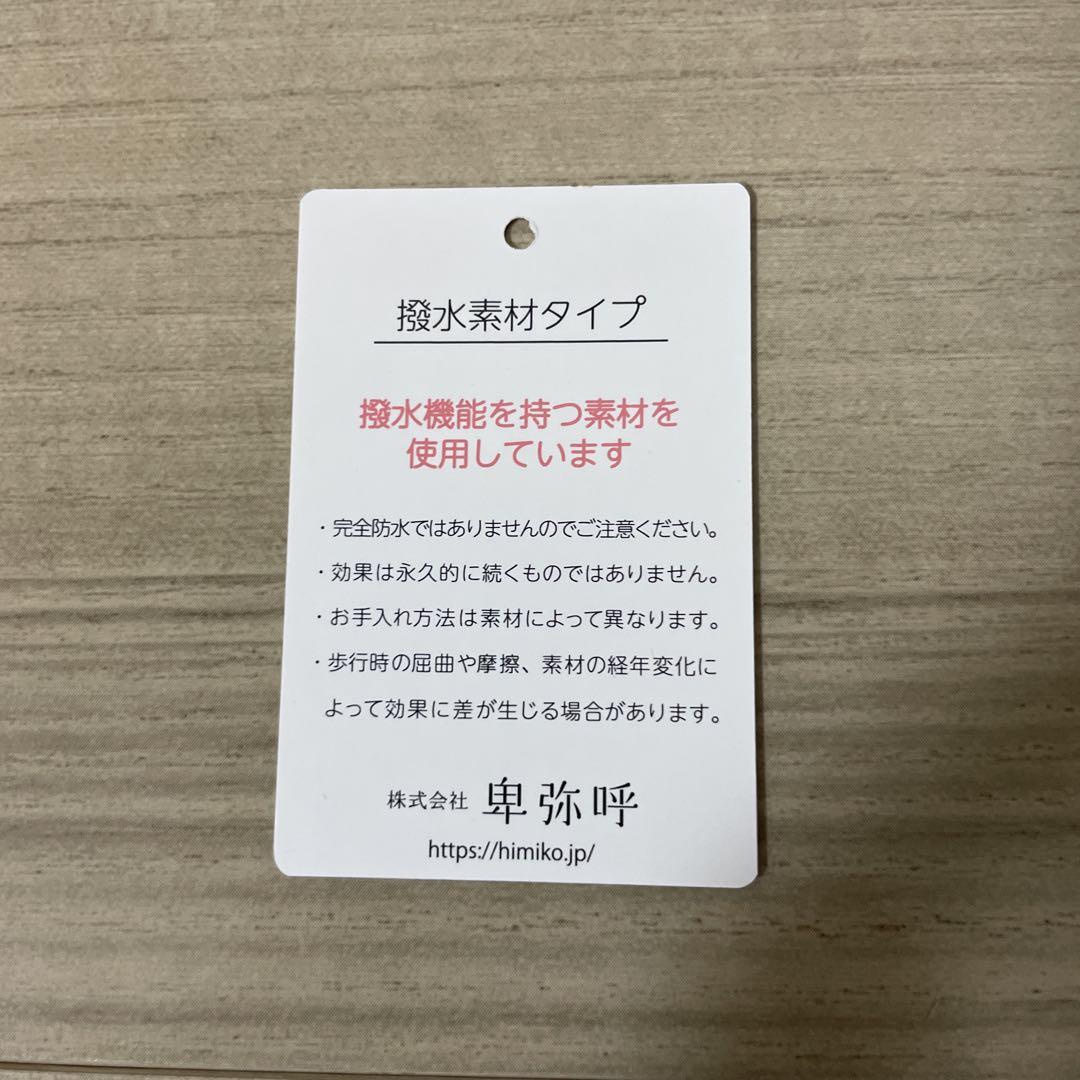 撥水素材タイプ
撥水機能を持つ素材を
使用しています
・完全防水ではありませんのでご注意ください。
・効果は永久的に続くものではありません。
・お手入れ方法は素材によって異なります。
・歩行時の屈曲や摩擦、素材の経年変化に
よって効果に差が生じる場合があります。
株式会社 卑弥呼
https://himiko.jp/